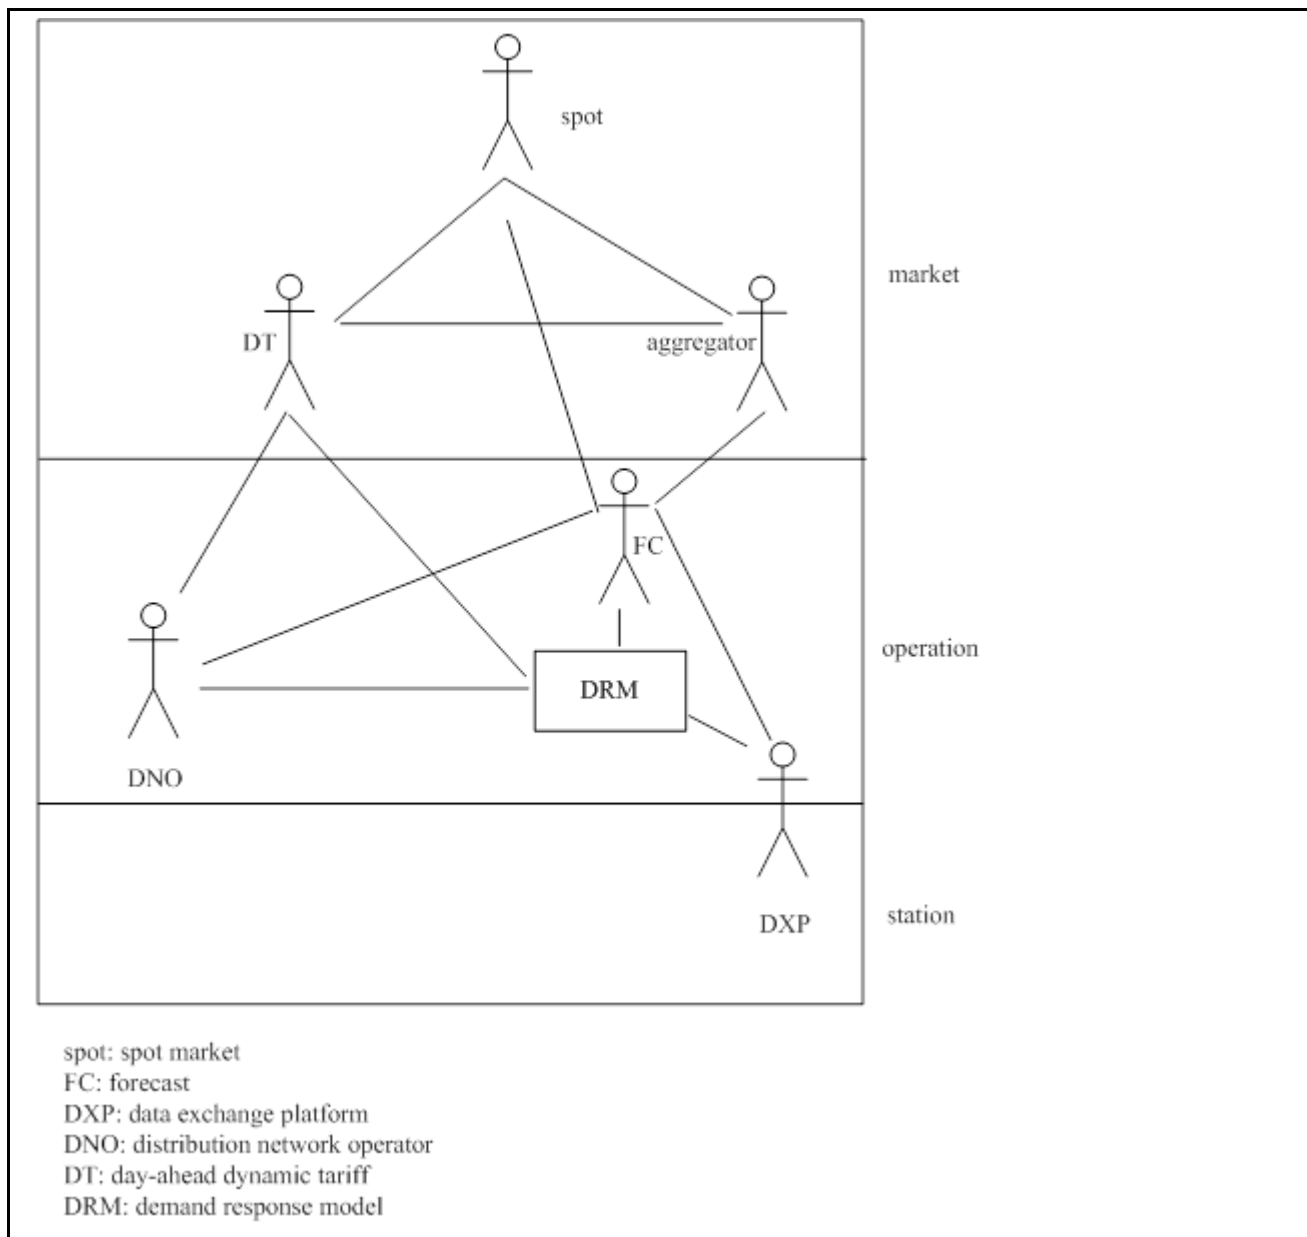 spot
market
DT
aggregator
FC
operation
DRM
DNO
station
DXP
spot: spot market
FC: forecast
DXP: data exchange platform
DNO: distribution network operator
DT: day-ahead dynamic tariff
DRM: demand response model